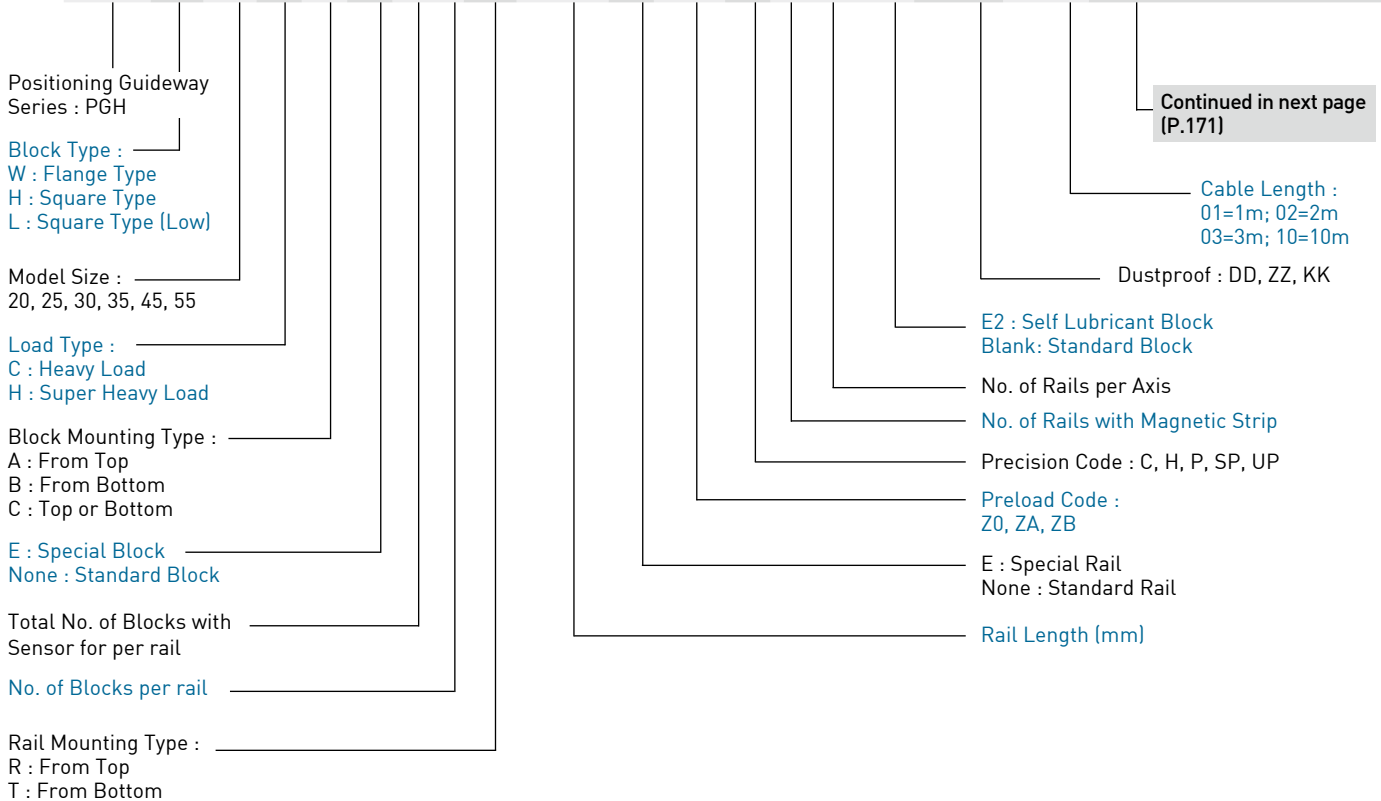 Positioning Guideway
Series : PGH
Block Type :
W : Flange Type
H : Square Type
L : Square Type (Low)
Model Size :
20, 25, 30, 35, 45, 55
Load Type :
C : Heavy Load
H : Super Heavy Load
Block Mounting Type :
A : From Top
B : From Bottom
C : Top or Bottom
E : Special Block
None : Standard Block
Total No. of Blocks with
Sensor for per rail
No. of Blocks per rail
Rail Mounting Type :
R : From Top
T : From Bottom
Continued in next page
(P.171)
Cable Length :
01=1m; 02=2m
03=3m; 10=10m
Dustproof : DD, ZZ, KK
E2 : Self Lubricant Block
Blank: Standard Block
No. of Rails per Axis
No. of Rails with Magnetic Strip
Precision Code : C, H, P, SP, UP
Preload Code :
Z0, ZA, ZB
E : Special Rail
None : Standard Rail
Rail Length (mm)